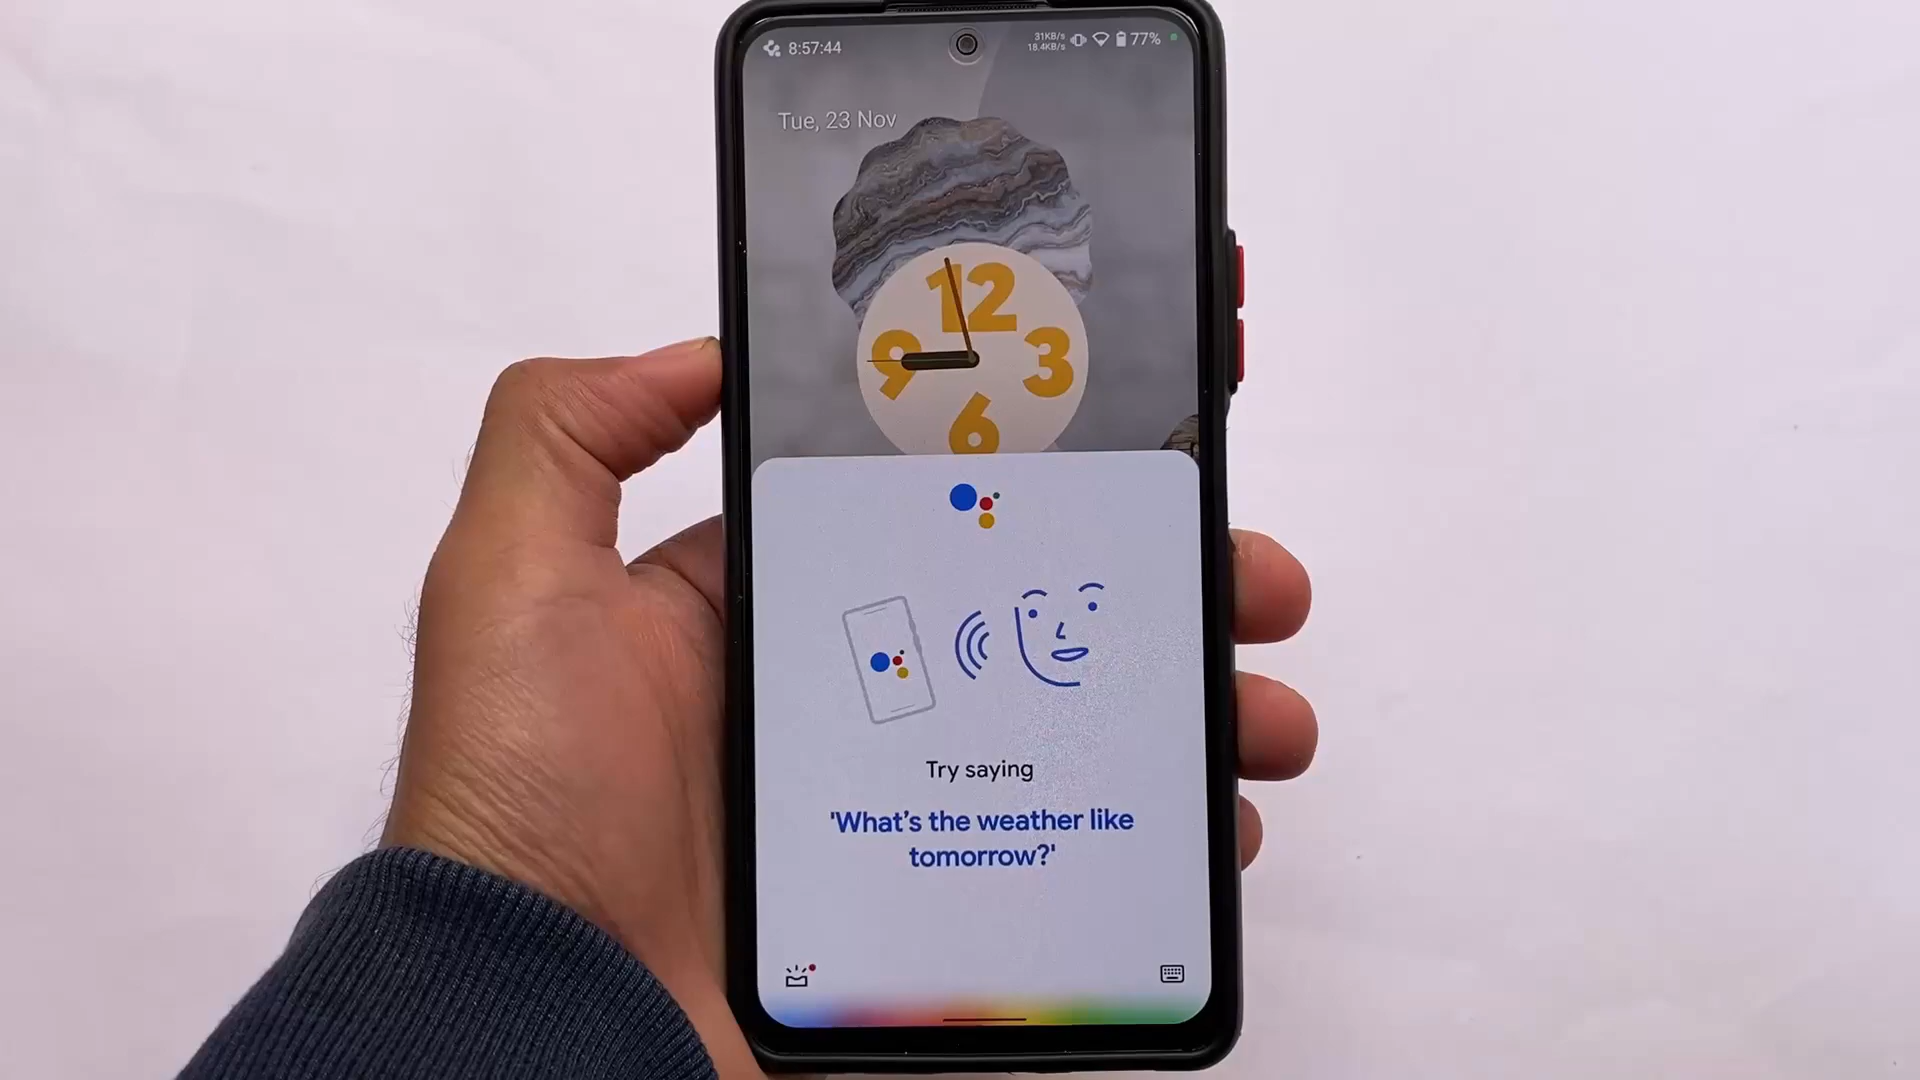 8:57:44
31KB/s
18.4KB/s
77%
Tue, 23 Nov
12
9
3
6
Try saying
'What's the weather like
tomorrow?'